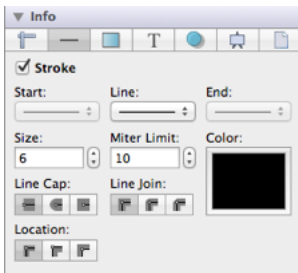 Info
T
Stroke
Start: Line: End:
Size: Miter Limit: Color:
6 10
Line Cap: Line Join:
Location: